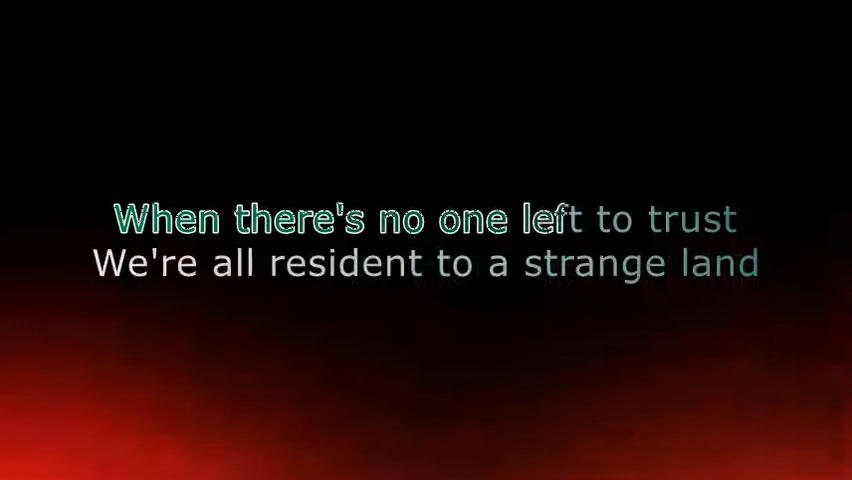 When there's no one left to trust
We're all resident to a strange land